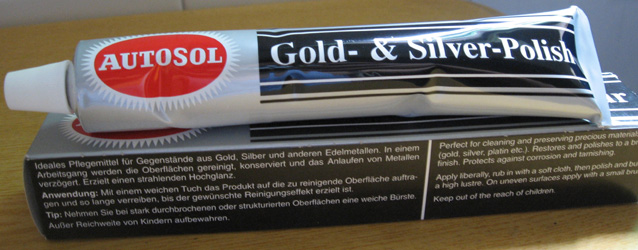 AUTOSOL
Gold- & Silver-Polish
Ideales Pflegemittel für Gegenstände aus Gold, Silber und anderen Edelmetallen. In einem
Arbeitsgang werden die Oberflächen gereinigt, konserviert und das Anlaufen von Metallen
verzögert. Erzielt einen strahlenden Hochglanz.
Anwendung: Mit einem weichen Tuch das Produkt auf die zu reinigende Oberfläche auftra-
gen und so lange verreiben, bis der gewünschte Reinigungseffekt erzielt ist.
Tip: Nehmen Sie bei stark durchbrochenen oder strukturierten Oberflächen eine weiche Bürste.
Außer Reichweite von Kindern aufbewahren.
Perfect for cleaning and preserving precious
(gold, silver, platin etc.). Restores and polishes to a
finish. Protects against corrosion and tarnishing.
Apply liberally, rub in with a soft cloth, then polish and
a high lustre. On uneven surfaces apply with a small
Keep out of the reach of children.